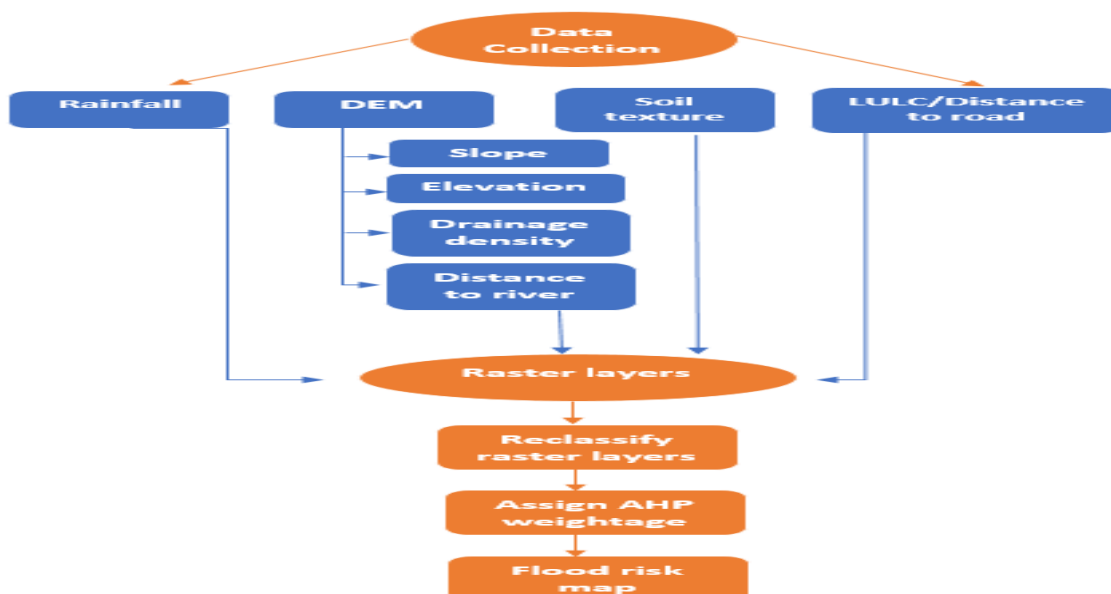 Data
Collection
Rainfall
DEM
Soil
texture
LULC/Distance
to road
Slope
Elevation
Drainage
density
Distance
to river
Raster layers
Reclassify
raster layers
Assign AHP
weightage
Flood risk
map